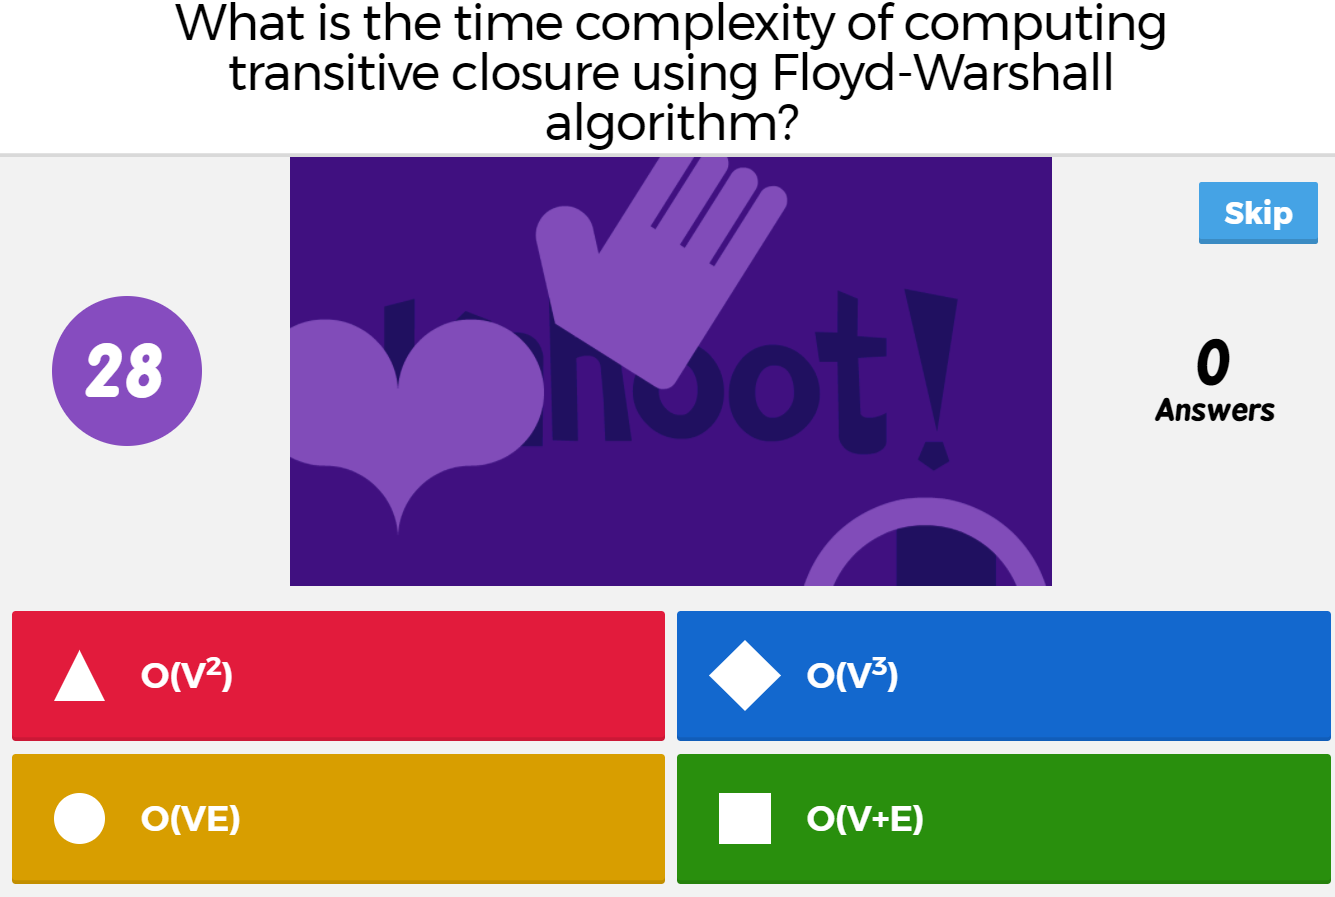 What is the time complexity of computing
transitive closure using Floyd-Warshall
algorithm?
Skip
28
0
Answers
O(V²)
O(V³)
O(VE)
O(V+E)